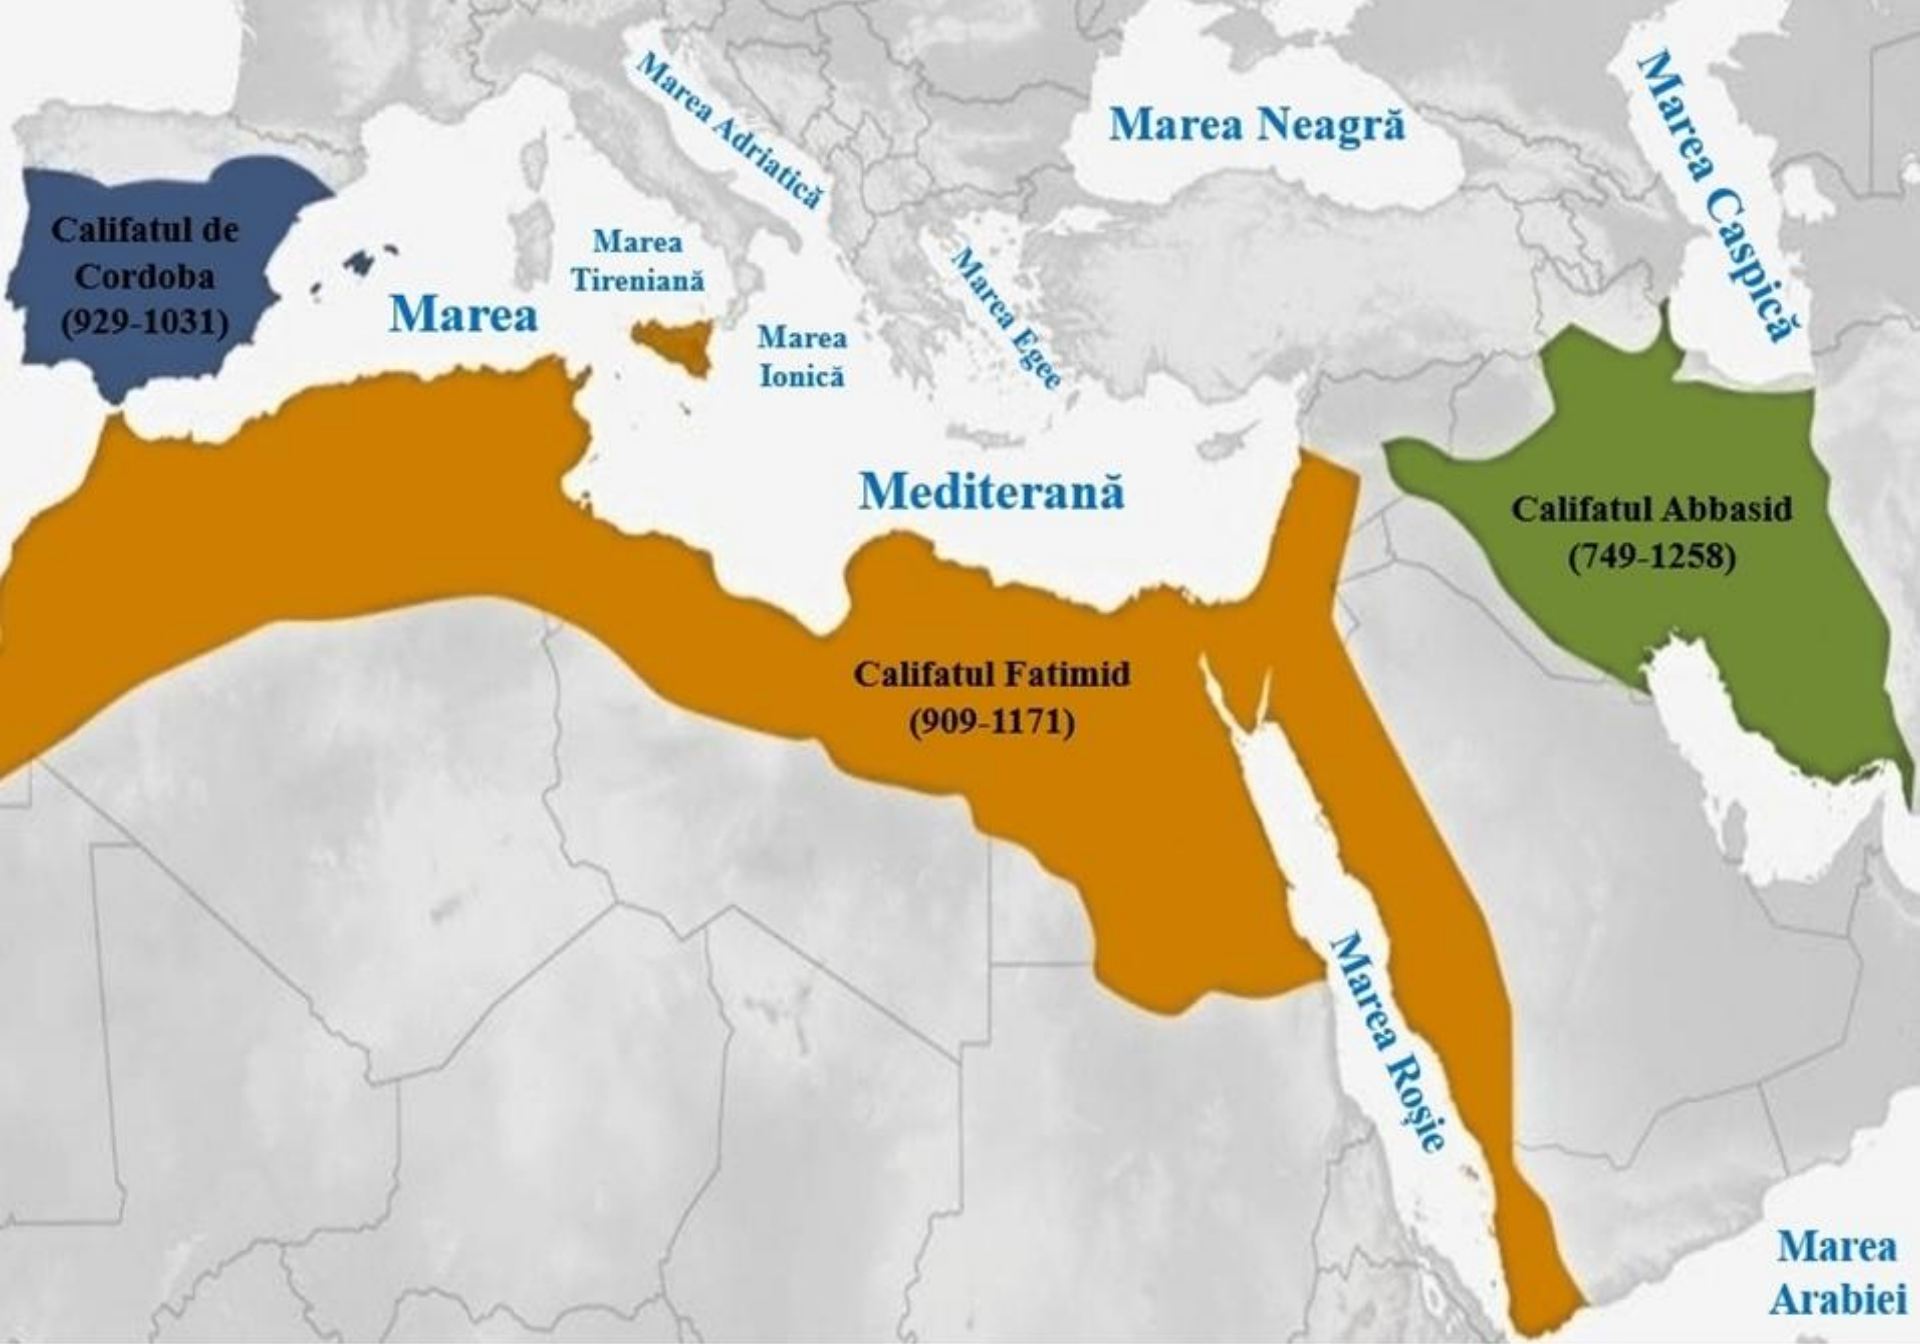 Marea Adriatică
Marea Neagră
Marea Caspică
Califatul de
Cordoba
(929-1031)
Marea
Tireniană
Marea
Marea
Ionică
Marea Egee
Mediterană
Califatul Abbasid
(749-1258)
Califatul Fatimid
(909-1171)
Marea Roșie
Marea
Arabiei